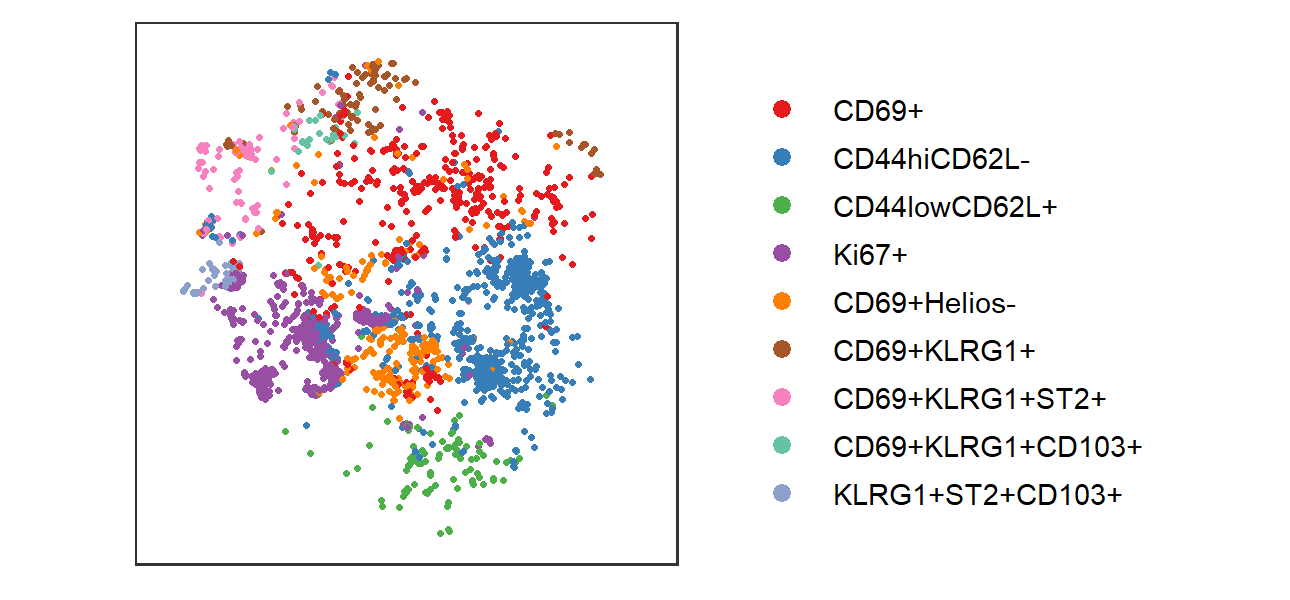 CD69+
CD44hiCD62L-
CD44lowCD62L+
Ki67+
CD69+Helios-
CD69+KLRG1+
CD69+KLRG1+ST2+
CD69+KLRG1+CD103+
KLRG1+ST2+CD103+